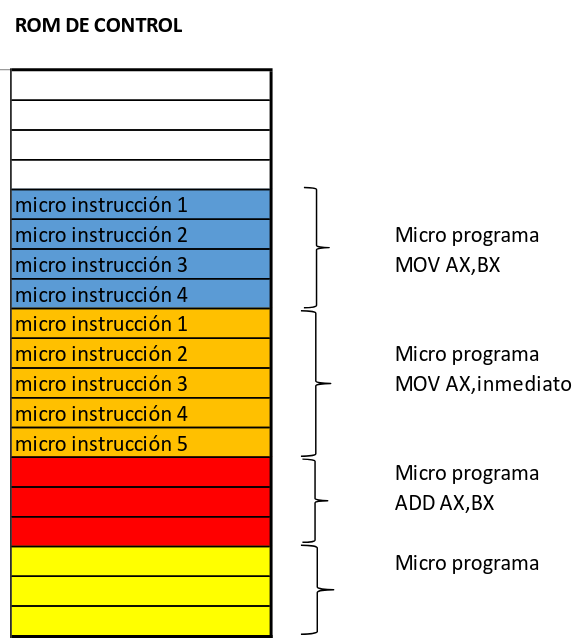 ROM DE CONTROL
micro instrucción 1
micro instrucción 2
micro instrucción 3
micro instrucción 4
Micro programa
MOV AX,BX
micro instrucción 1
micro instrucción 2
micro instrucción 3
micro instrucción 4
micro instrucción 5
Micro programa
MOV AX,inmediato
Micro programa
ADD AX,BX
Micro programa